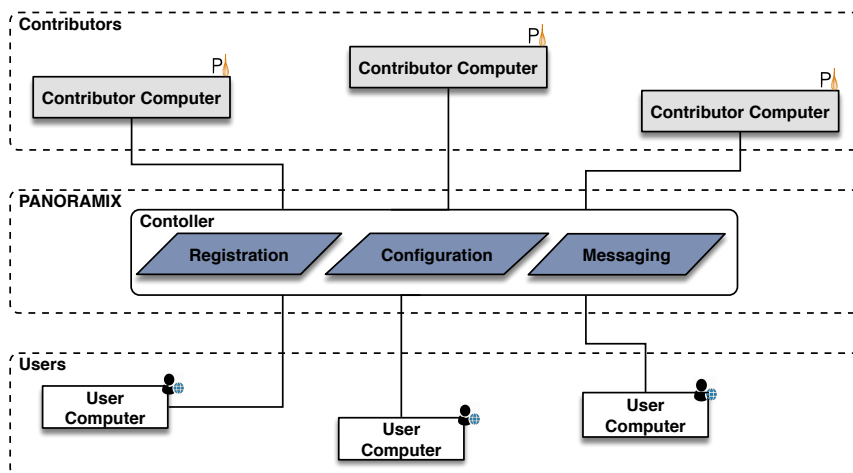 Contributors
P
Contributor Computer
P
Contributor Computer
P
Contributor Computer
PANORAMIX
Contoller
Registration
Configuration
Messaging
Users
User
Computer
User
Computer
User
Computer